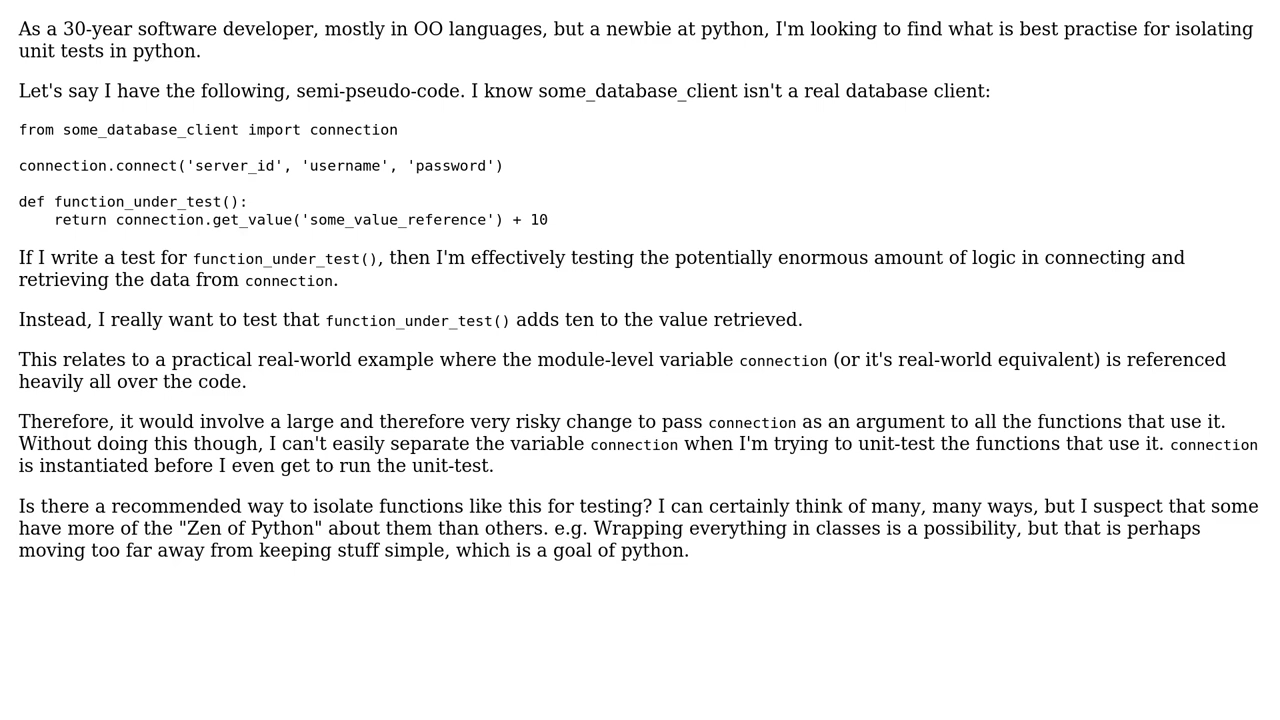 As a 30-year software developer, mostly in OO languages, but a newbie at python, I'm looking to find what is best practise for isolating
unit tests in python.
Let's say I have the following, semi-pseudo-code. I know some_database_client isn't a real database client:
from some_database_client import connection
connection.connect('server_id', 'username', 'password')
def function_under_test():
    return connection.get_value('some_value_reference') + 10
If I write a test for function_under_test(), then I'm effectively testing the potentially enormous amount of logic in connecting and
retrieving the data from connection.
Instead, I really want to test that function_under_test() adds ten to the value retrieved.
This relates to a practical real-world example where the module-level variable connection (or it's real-world equivalent) is referenced
heavily all over the code.
Therefore, it would involve a large and therefore very risky change to pass connection as an argument to all the functions that use it.
Without doing this though, I can't easily separate the variable connection when I'm trying to unit-test the functions that use it. connection
is instantiated before I even get to run the unit-test.
Is there a recommended way to isolate functions like this for testing? I can certainly think of many, many ways, but I suspect that some
have more of the "Zen of Python" about them than others. e.g. Wrapping everything in classes is a possibility, but that is perhaps
moving too far away from keeping stuff simple, which is a goal of python.